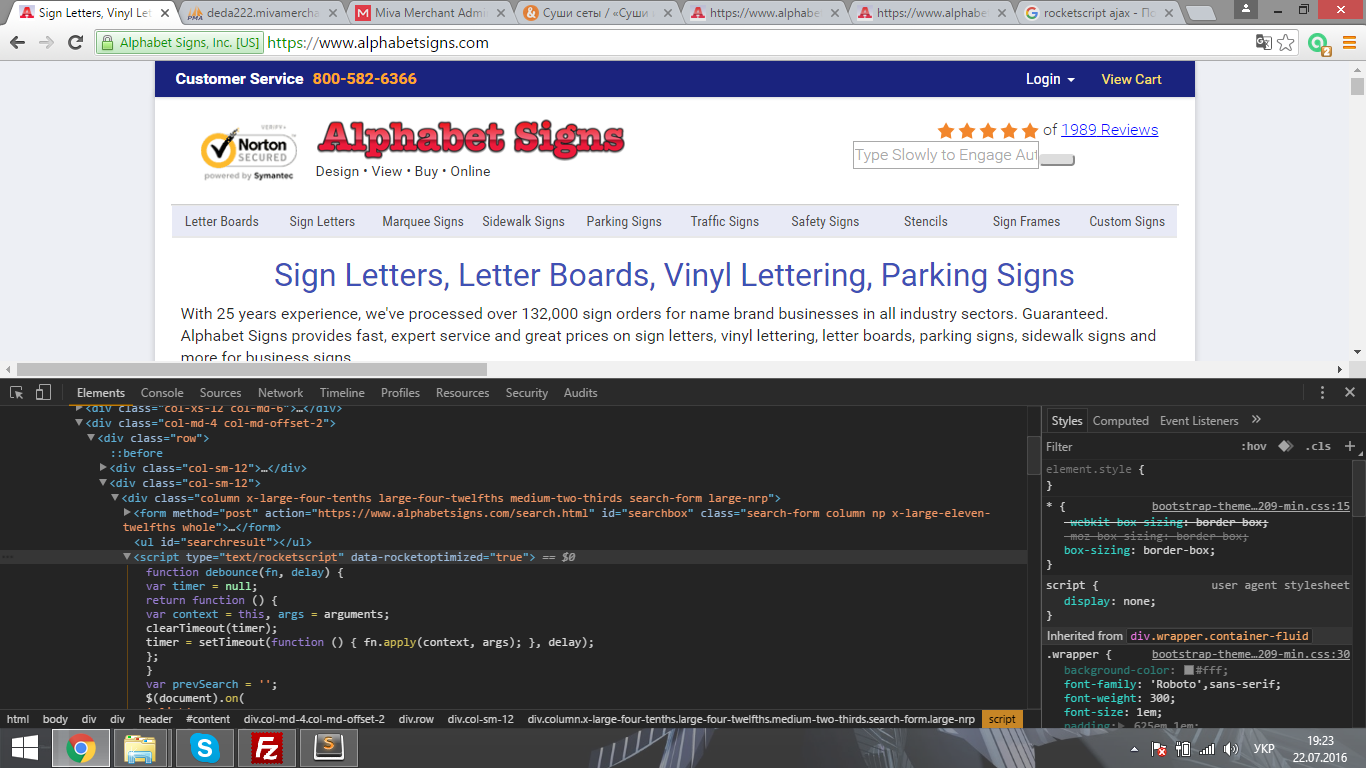 Sign Letters, Vinyl Let
deda222.mivamercha
Miva Merchant Admi
Суши сеты / «Суши
https://www.alphabe
https://www.alphabe
rocketscript ajax - По
Alphabet Signs, Inc. [US]
https://www.alphabetsigns.com
2
Customer Service 800-582-6366
Login
View Cart
VERIFY+
Norton
SECURED
powered by Symantec
Alphabet Signs
Design • View • Buy • Online
of 1989 Reviews
Type Slowly to Engage Aut
Letter Boards
Sign Letters
Marquee Signs
Sidewalk Signs
Parking Signs
Traffic Signs
Safety Signs
Stencils
Sign Frames
Custom Signs
Sign Letters, Letter Boards, Vinyl Lettering, Parking Signs
With 25 years experience, we've processed over 132,000 sign orders for name brand businesses in all industry sectors. Guaranteed.
Alphabet Signs provides fast, expert service and great prices on sign letters, vinyl lettering, letter boards, parking signs, sidewalk signs and
more for business signs
Elements Console Sources Network Timeline Profiles Resources Security Audits
<div class="col-xs-12 col-md-6">…</div>
<div class="col-md-4 col-md-offset-2">
<div class="row">
::before
<div class="col-sm-12">…</div>
<div class="col-sm-12">
<div class="column x-large-four-tenths large-four-twelfths medium-two-thirds search-form large-nrp">
<form method="post" action="https://www.alphabetsigns.com/search.html" id="searchbox" class="search-form column np x-large-eleven-
twelfths whole">…</form>
<ul id="searchresult"></ul>
<script type="text/rocketscript" data-rocketoptimized="true"> == $0
function debounce(fn, delay) {
var timer = null;
return function () {
var context = this, args = arguments;
clearTimeout(timer);
timer = setTimeout(function () { fn.apply(context, args); }, delay);
};
}
var prevSearch = '';
$(document).on(
html body div div header #content div.col-md-4.col-md-offset-2 div.row div.col-sm-12 div.column.x-large-four-tenths.large-four-twelfths.medium-two-thirds.search-form.large-nrp script
Styles Computed Event Listeners
Filter
:hov .cls +
element.style {
}
* { bootstrap-theme…209-min.css:15
-webkit-box-sizing: border-box;
-moz-box-sizing: border-box;
box-sizing: border-box;
}
script { user agent stylesheet
display: none;
}
Inherited from div.wrapper.container-fluid
.wrapper { bootstrap-theme…209-min.css:30
background-color: #fff;
font-family: 'Roboto',sans-serif;
font-weight: 300;
font-size: 1em;
padding: .625em 1em;
УКР
19:23
22.07.2016